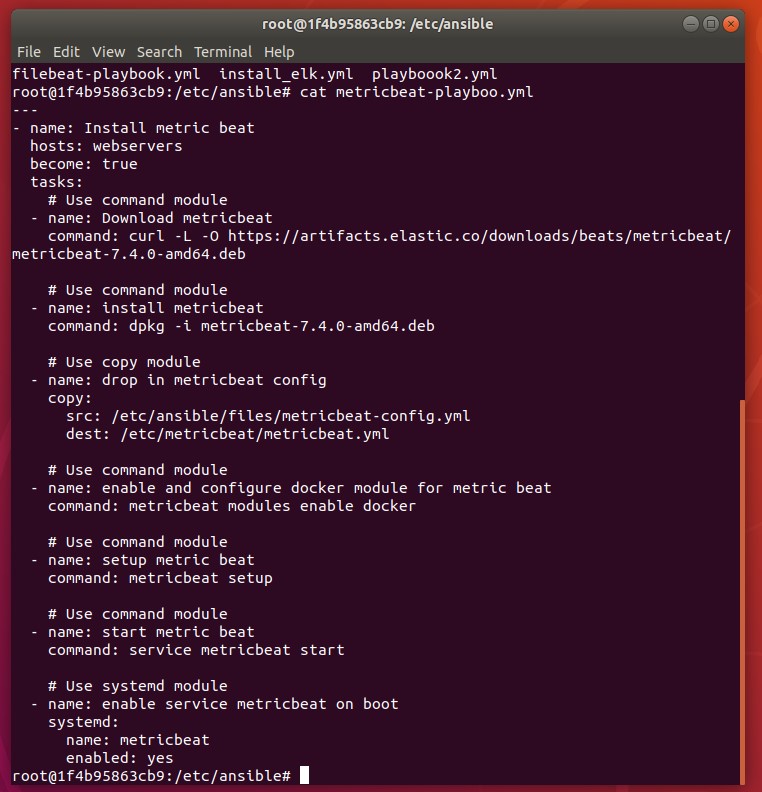 root@1f4b95863cb9: /etc/ansible
File Edit View Search Terminal Help
filebeat-playbook.yml  install_elk.yml  playboook2.yml
root@1f4b95863cb9:/etc/ansible# cat metricbeat-playboo.yml
---
- name: Install metric beat
  hosts: webservers
  become: true
  tasks:
    # Use command module
  - name: Download metricbeat
    command: curl -L -O https://artifacts.elastic.co/downloads/beats/metricbeat/
metricbeat-7.4.0-amd64.deb
    # Use command module
  - name: install metricbeat
    command: dpkg -i metricbeat-7.4.0-amd64.deb
    # Use copy module
  - name: drop in metricbeat config
    copy:
      src: /etc/ansible/files/metricbeat-config.yml
      dest: /etc/metricbeat/metricbeat.yml
    # Use command module
  - name: enable and configure docker module for metric beat
    command: metricbeat modules enable docker
    # Use command module
  - name: setup metric beat
    command: metricbeat setup
    # Use command module
  - name: start metric beat
    command: service metricbeat start
    # Use systemd module
  - name: enable service metricbeat on boot
    systemd:
      name: metricbeat
      enabled: yes
root@1f4b95863cb9:/etc/ansible#